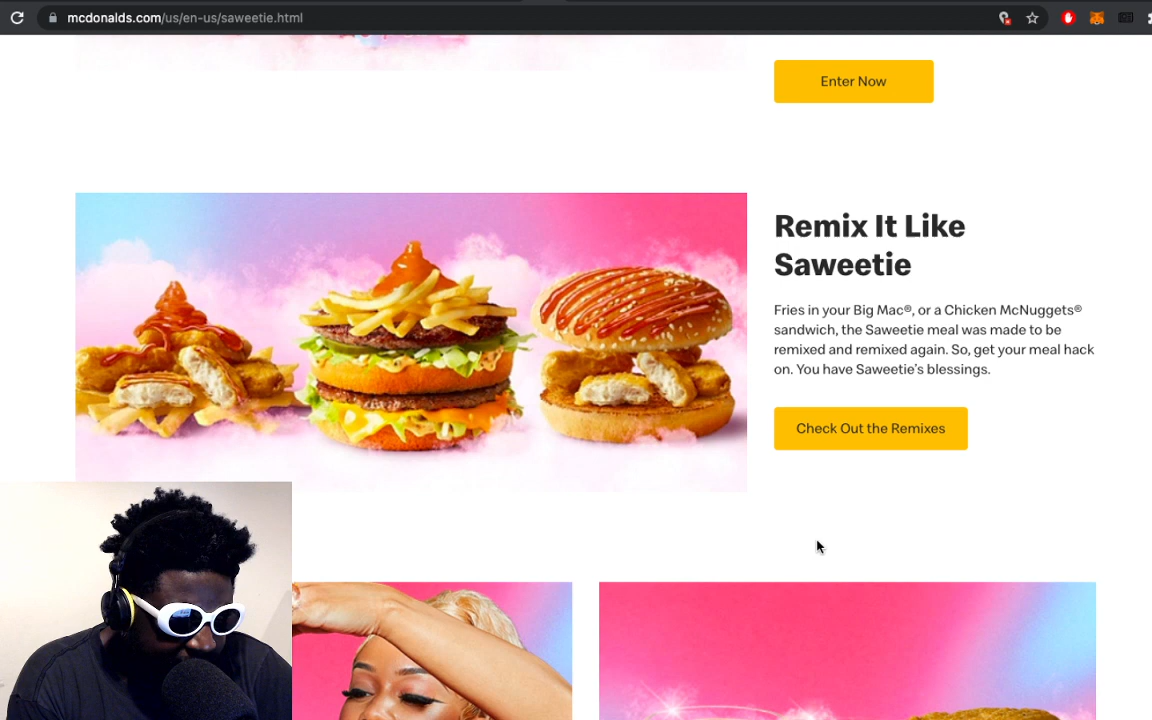 mcdonalds.com/us/en-us/saweetie.html
Enter Now
Remix It Like
Saweetie
Fries in your Big Mac®, or a Chicken McNuggets®
sandwich, the Saweetie meal was made to be
remixed and remixed again. So, get your meal hack
on. You have Saweetie's blessings.
Check Out the Remixes